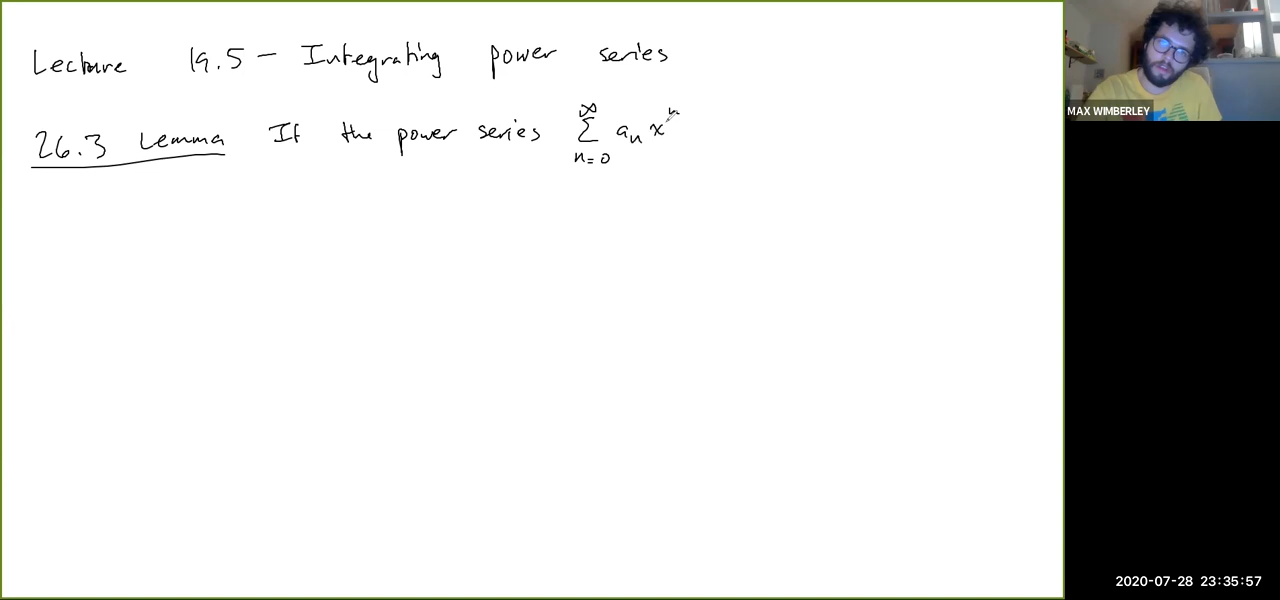 Lecture 19.5 — Integrating power series
26.3 Lemma If the power series ∑_{n=0}^{∞} a_n x^n
MAX WIMBERLEY
2020-07-28 23:35:57